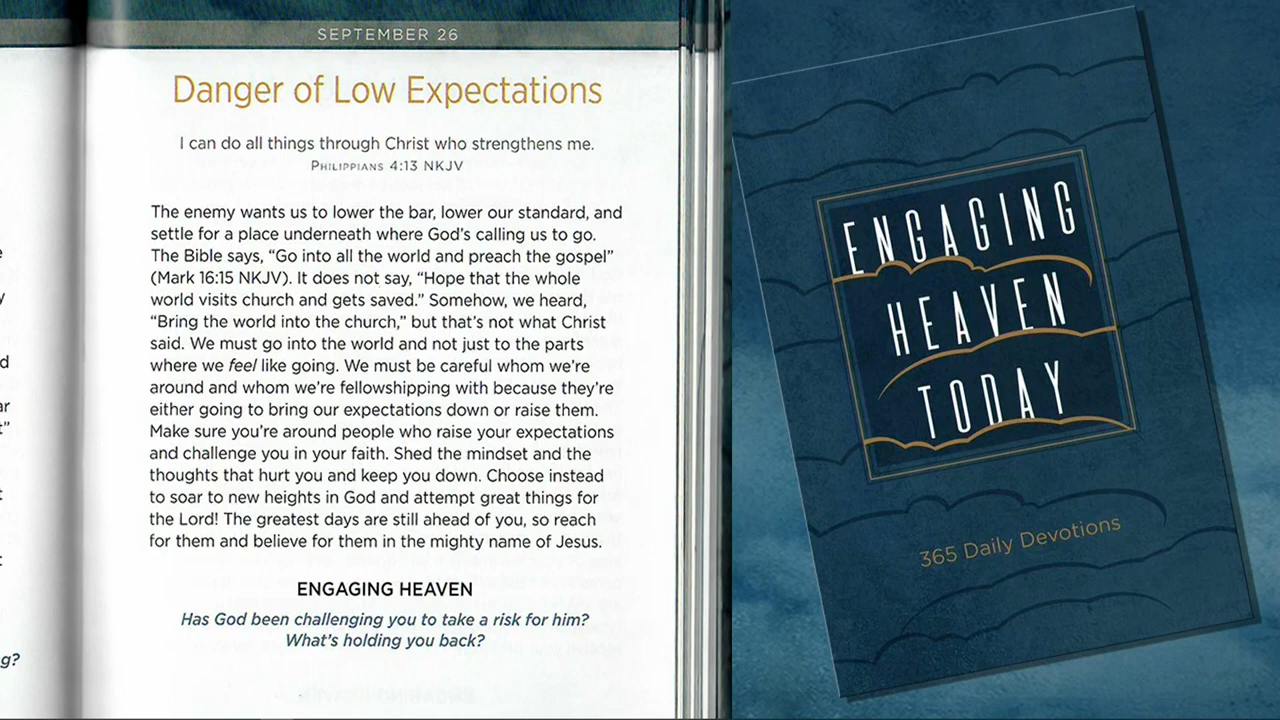 SEPTEMBER 26
Danger of Low Expectations
I can do all things through Christ who strengthens me.
Philippians 4:13 NKJV
The enemy wants us to lower the bar, lower our standard, and
settle for a place underneath where God's calling us to go.
The Bible says, “Go into all the world and preach the gospel”
(Mark 16:15 NKJV). It does not say, “Hope that the whole
world visits church and gets saved.” Somehow, we heard,
“Bring the world into the church,” but that's not what Christ
said. We must go into the world and not just to the parts
where we feel like going. We must be careful whom we're
around and whom we're fellowshipping with because they're
either going to bring our expectations down or raise them.
Make sure you're around people who raise your expectations
and challenge you in your faith. Shed the mindset and the
thoughts that hurt you and keep you down. Choose instead
to soar to new heights in God and attempt great things for
the Lord! The greatest days are still ahead of you, so reach
for them and believe for them in the mighty name of Jesus.
ENGAGING HEAVEN
Has God been challenging you to take a risk for him?
What's holding you back?
ENGAGING
HEAVEN
TODAY
365 Daily Devotions